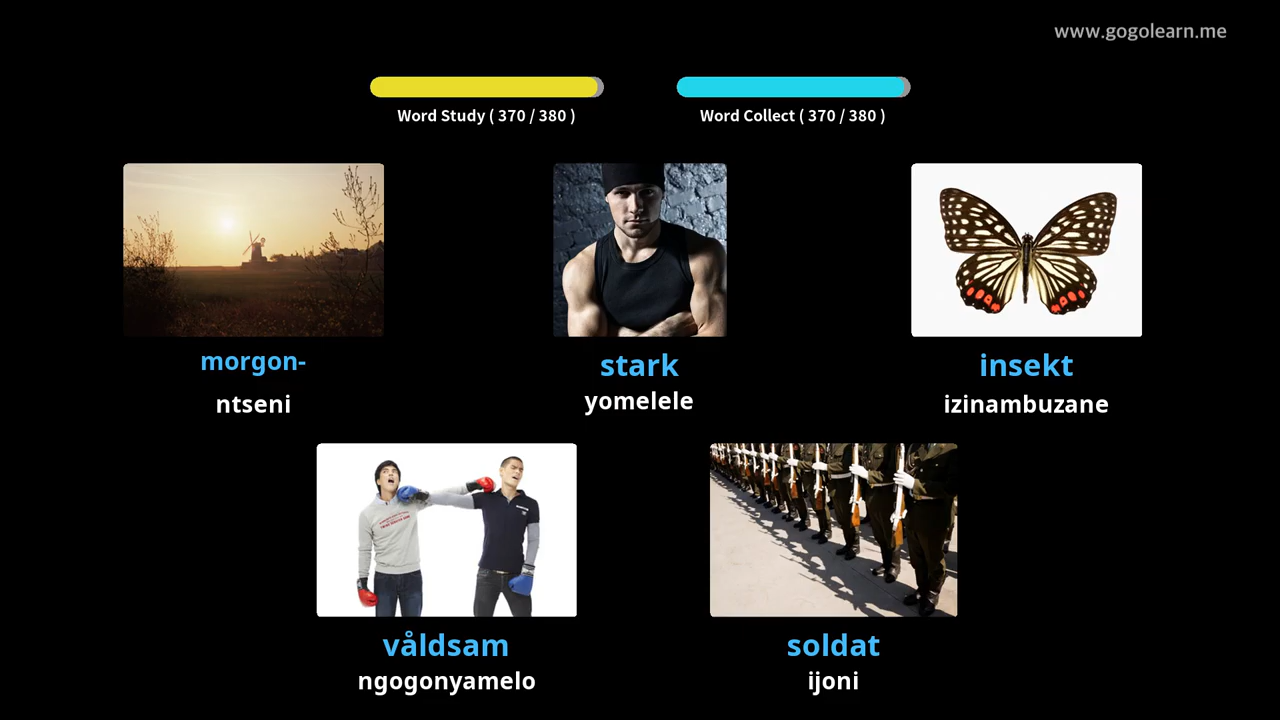 www.gogolearn.me
Word Study ( 370 / 380 )
Word Collect ( 370 / 380 )
morgon-
ntseni
stark
yomelele
insekt
izinambuzane
våldsam
ngogonyamelo
soldat
ijoni